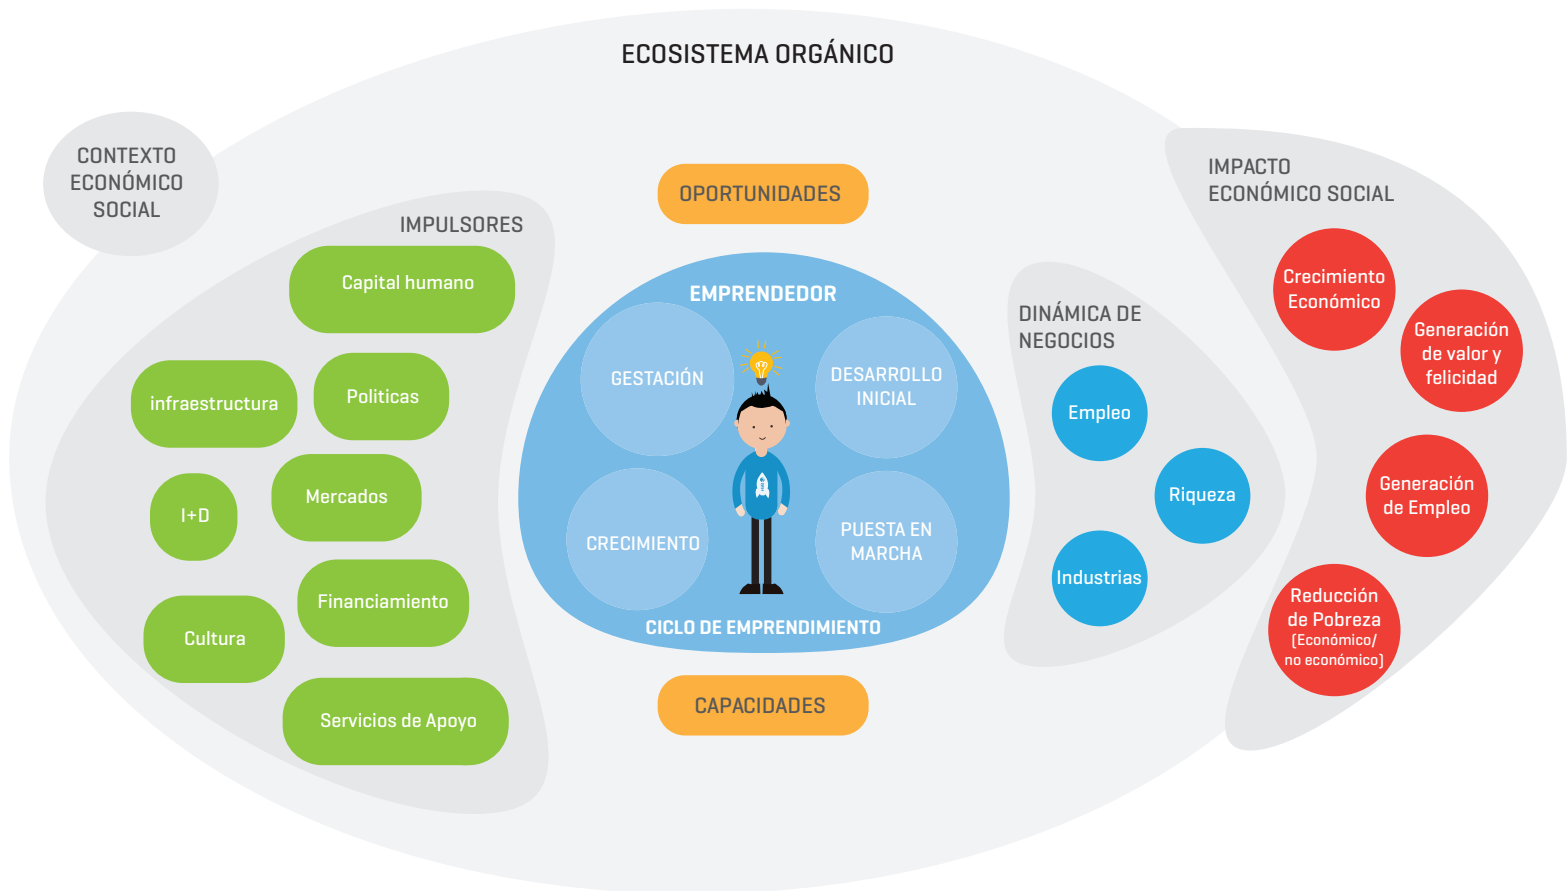 ECOSISTEMA ORGÁNICO
CONTEXTO
ECONÓMICO
SOCIAL
IMPULSORES
Capital humano
infraestructura
Politicas
I+D
Mercados
Financiamiento
Cultura
Servicios de Apoyo
OPORTUNIDADES
EMPRENDEDOR
GESTACIÓN
DESARROLLO
INICIAL
CRECIMIENTO
PUESTA EN
MARCHA
CICLO DE EMPRENDIMIENTO
CAPACIDADES
DINÁMICA DE
NEGOCIOS
Empleo
Riqueza
Industrias
IMPACTO
ECONÓMICO SOCIAL
Crecimiento
Económico
Generación
de valor y
felicidad
Generación
de Empleo
Reducción
de Pobreza
(Económico/
no económico)